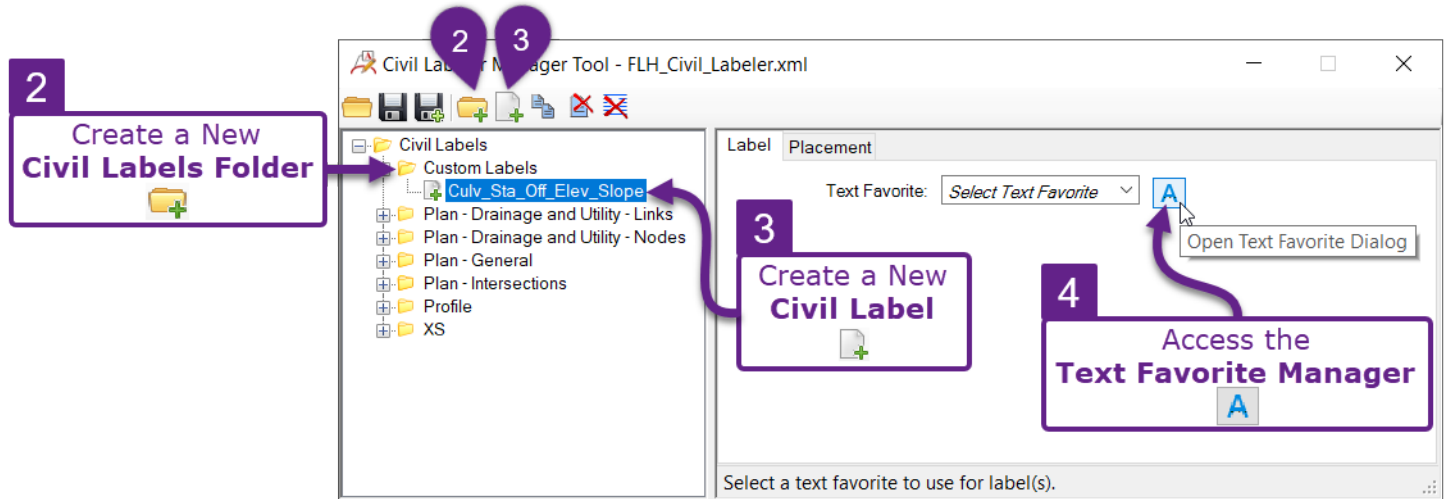 2
3
Civil Lab Manager Tool - FLH_Civil_Labeler.xml
2
Create a New
Civil Labels Folder
Civil Labels
Custom Labels
Culv_Sta_Off_Elev_Slope
Plan - Drainage and Utility - Links
Plan - Drainage and Utility - Nodes
Plan - General
Plan - Intersections
Profile
XS
Label Placement
Text Favorite: Select Text Favorite A
Open Text Favorite Dialog
3
Create a New
Civil Label
4
Access the
Text Favorite Manager
A
Select a text favorite to use for label(s).